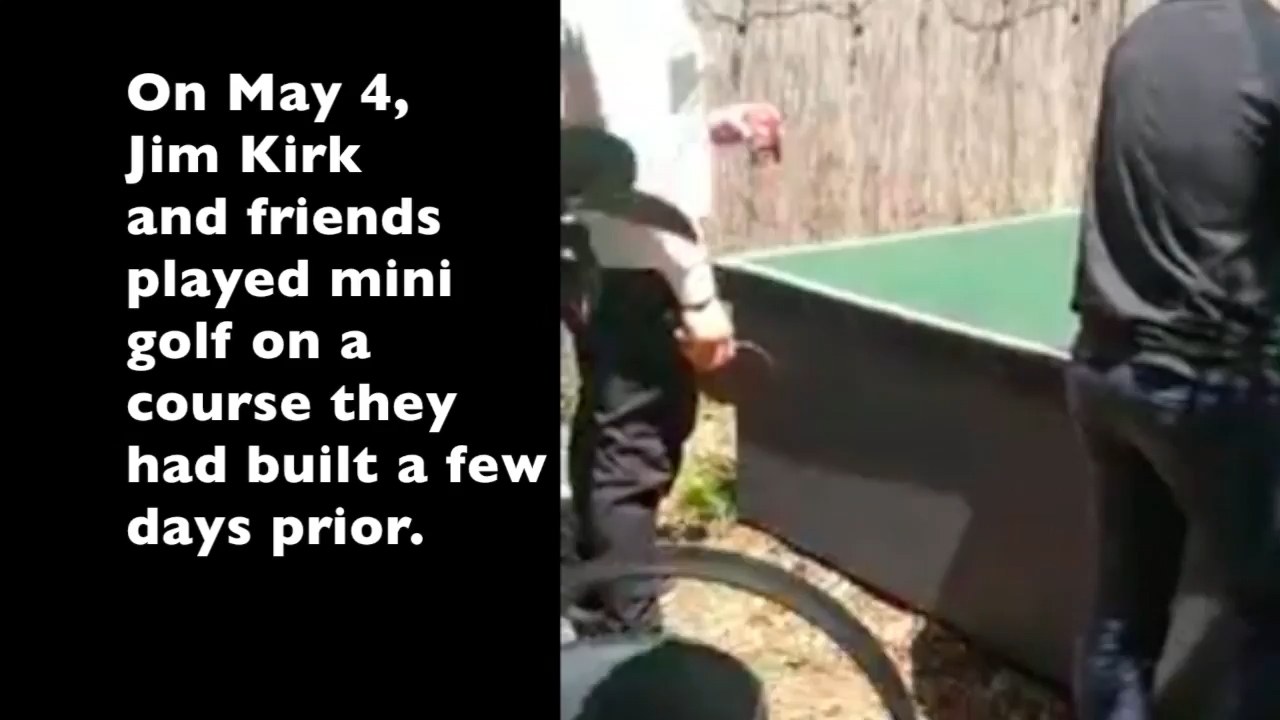 On May 4,
Jim Kirk
and friends
played mini
golf on a
course they
had built a few
days prior.